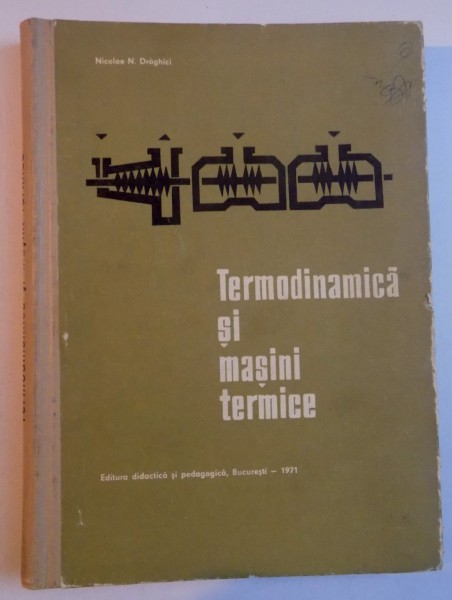 Nicolae N. Drăghici
Termodinamică
și
mașini
termice
Editura didactică și pedagogică, București – 1971